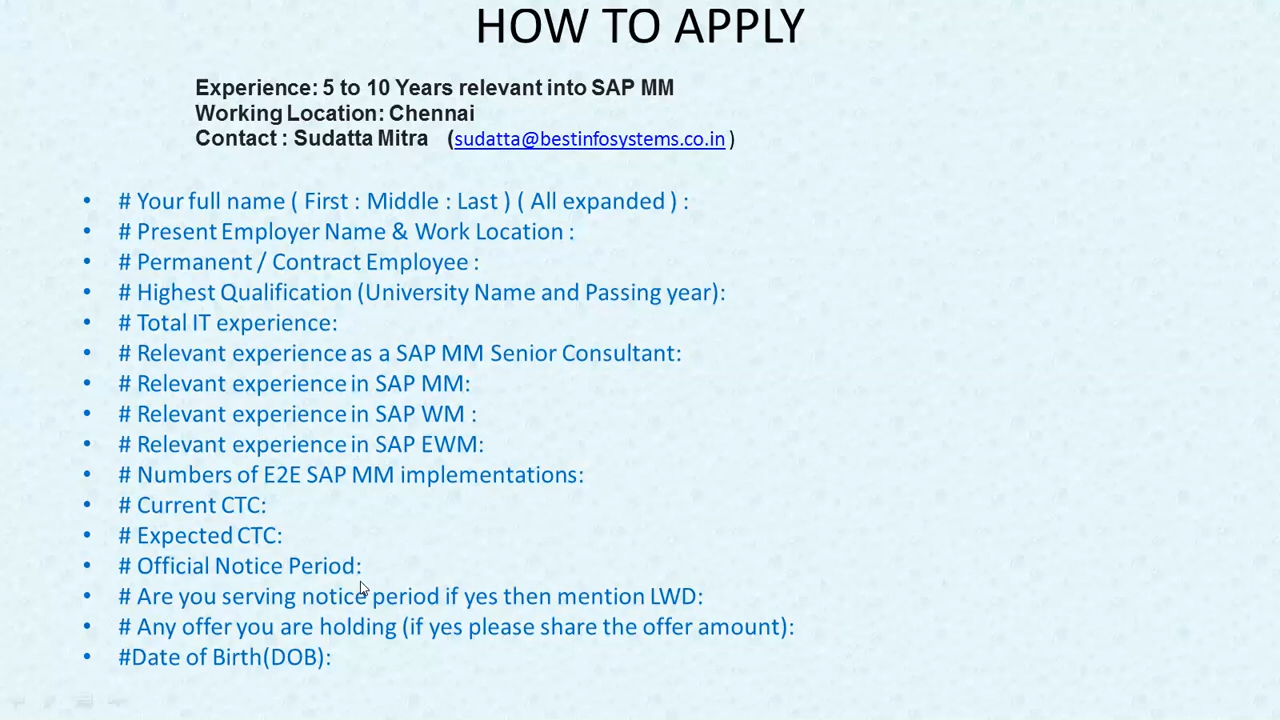 HOW TO APPLY
Experience: 5 to 10 Years relevant into SAP MM
Working Location: Chennai
Contact : Sudatta Mitra (sudatta@bestinfosystems.co.in )
• # Your full name ( First : Middle : Last ) ( All expanded ) :
• # Present Employer Name & Work Location :
• # Permanent / Contract Employee :
• # Highest Qualification (University Name and Passing year):
• # Total IT experience:
• # Relevant experience as a SAP MM Senior Consultant:
• # Relevant experience in SAP MM:
• # Relevant experience in SAP WM :
• # Relevant experience in SAP EWM:
• # Numbers of E2E SAP MM implementations:
• # Current CTC:
• # Expected CTC:
• # Official Notice Period:
• # Are you serving notice period if yes then mention LWD:
• # Any offer you are holding (if yes please share the offer amount):
• #Date of Birth(DOB):